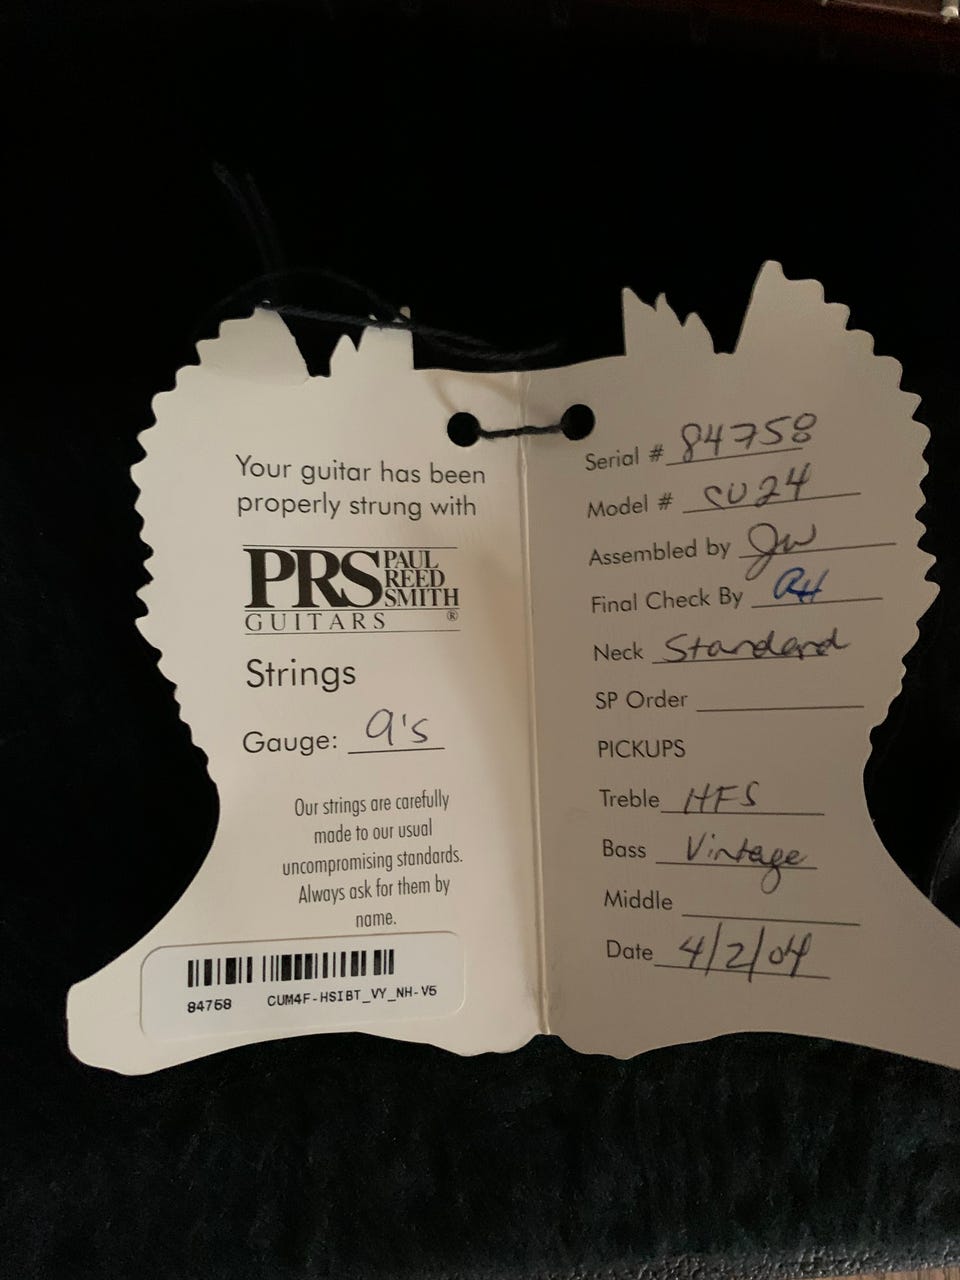 Your guitar has been
properly strung with
PRS PAUL
REED
SMITH
GUITARS ®
Strings
Gauge: 9's
Our strings are carefully
made to our usual
uncompromising standards.
Always ask for them by
name.
84758 CUM4F-HSIBT_VY_NH-V5
Serial # 84758
Model # CU24
Assembled by JW
Final Check By RH
Neck Standard
SP Order
PICKUPS
Treble HFS
Bass Vintage
Middle
Date 4/2/04